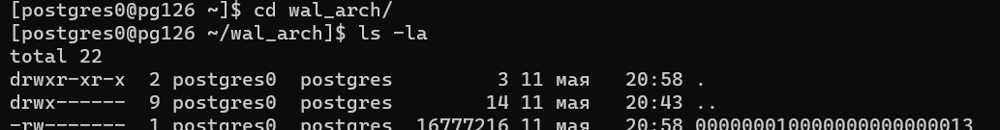 [postgres0@pg126 ~]$ cd wal_arch/
[postgres0@pg126 ~/wal_arch]$ ls -la
total 22
drwxr-xr-x  2 postgres0  postgres         3 11 мая   20:58 .
drwx------  9 postgres0  postgres        14 11 мая   20:43 ..
-rw-------  1 postgres0  postgres  16777216 11 мая   20:58 000000010000000000000013